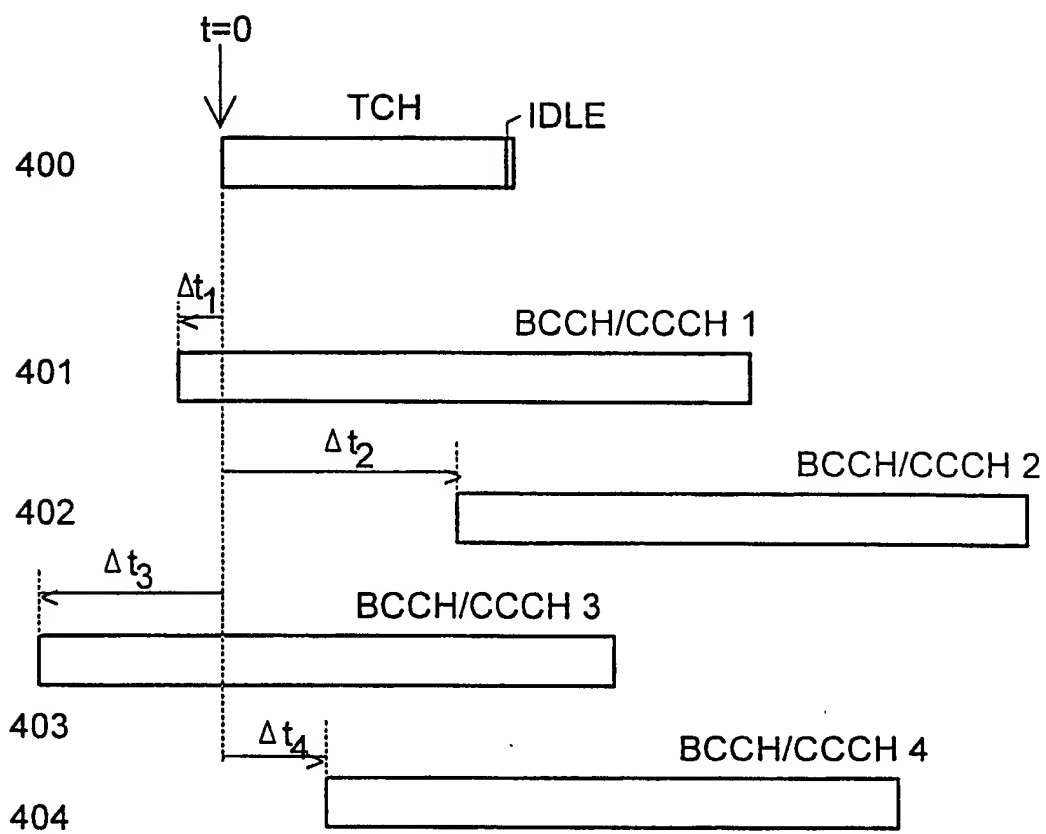 t=0
TCH
IDLE
400
Δt1
BCCH/CCCH 1
401
Δt2
BCCH/CCCH 2
402
Δt3
BCCH/CCCH 3
403
Δt4
BCCH/CCCH 4
404